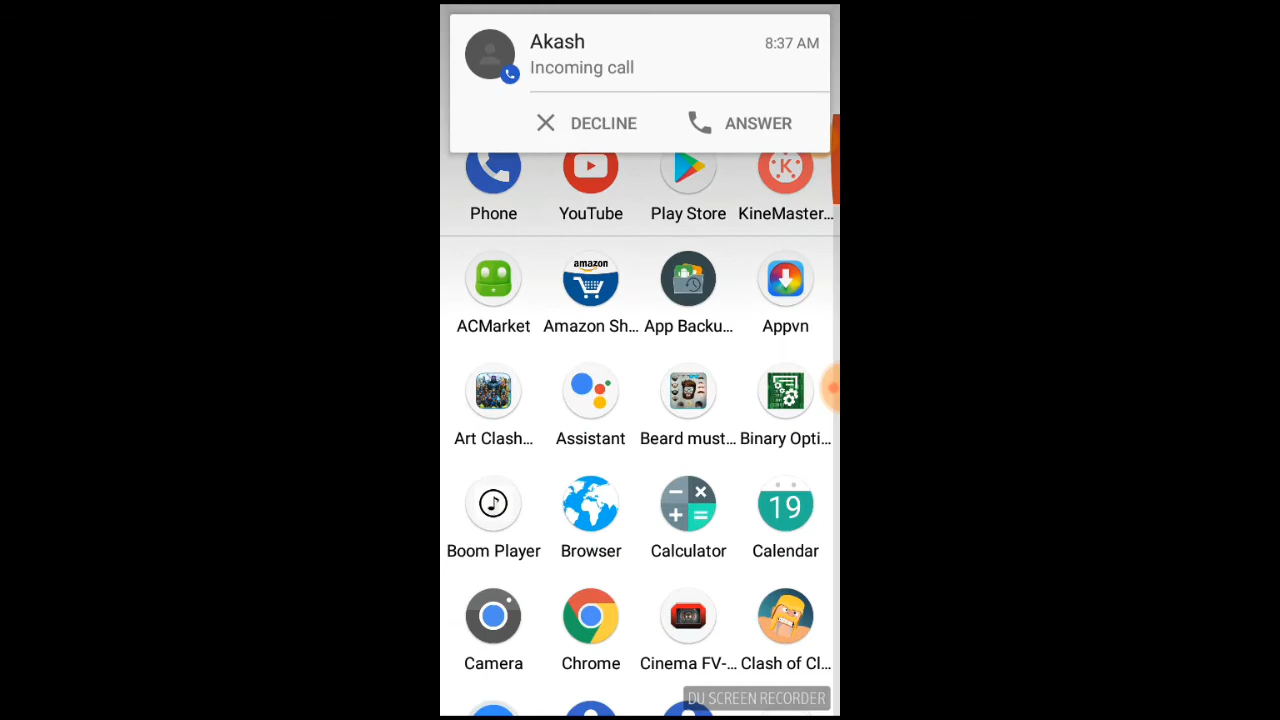 Akash 8:37 AM
Incoming call
DECLINE ANSWER
Phone YouTube Play Store KineMaster...
amazon
ACMarket Amazon Sh... App Backu... Appvn
Art Clash... Assistant Beard must... Binary Opti...
19
Boom Player Browser Calculator Calendar
Camera Chrome Cinema FV-... Clash of Cl...
DU SCREEN RECORDER